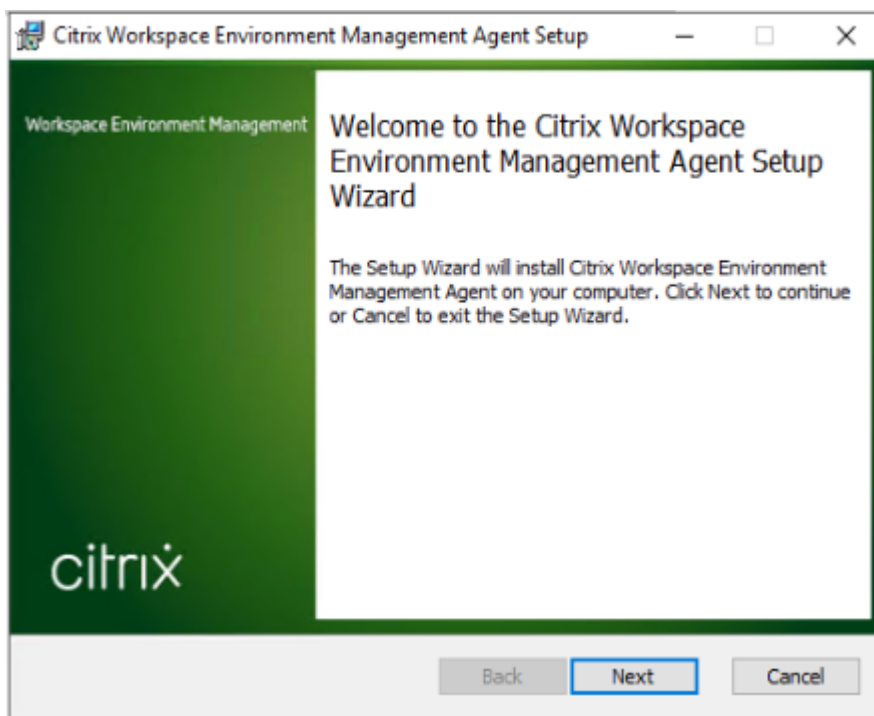 Citrix Workspace Environment Management Agent Setup
Workspace Environment Management
Welcome to the Citrix Workspace
Environment Management Agent Setup
Wizard
The Setup Wizard will install Citrix Workspace Environment
Management Agent on your computer. Click Next to continue
or Cancel to exit the Setup Wizard.
citrix
Back
Next
Cancel